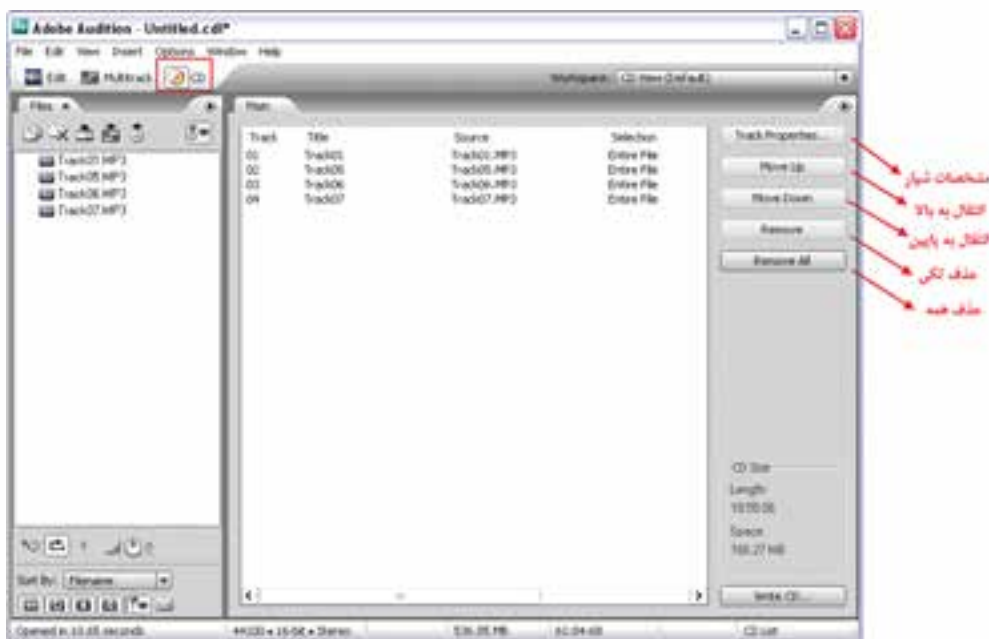 Adobe Audition - Untitled.cdl*
File Edit View Insert Options Window Help
Edit Multitrack CD Workspace: CD View (Default)
Files
Main
Track Title Source Selection
01 Track01 Track01.MP3 Entire File
02 Track05 Track05.MP3 Entire File
03 Track06 Track06.MP3 Entire File
04 Track07 Track07.MP3 Entire File
Track01.MP3
Track05.MP3
Track06.MP3
Track07.MP3
Track Properties...
Move Up
Move Down
Remove
Remove All
مشخصات شیار
انتقال به بالا
انتقال به پایین
حذف تکی
حذف همه
CD Size
Length:
Space:
Write CD...
Sort By: Filename
44100 • 16-bit • Stereo
CD List